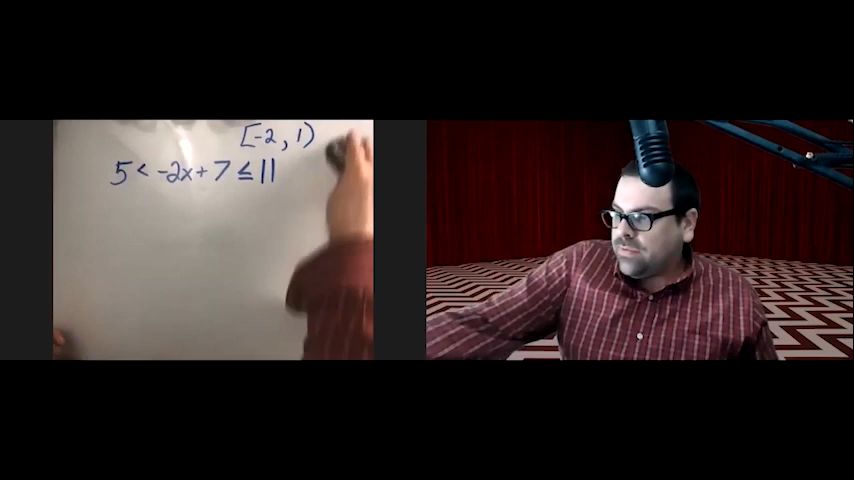 [-2, 1)
5 < -2x + 7 ≤ 11